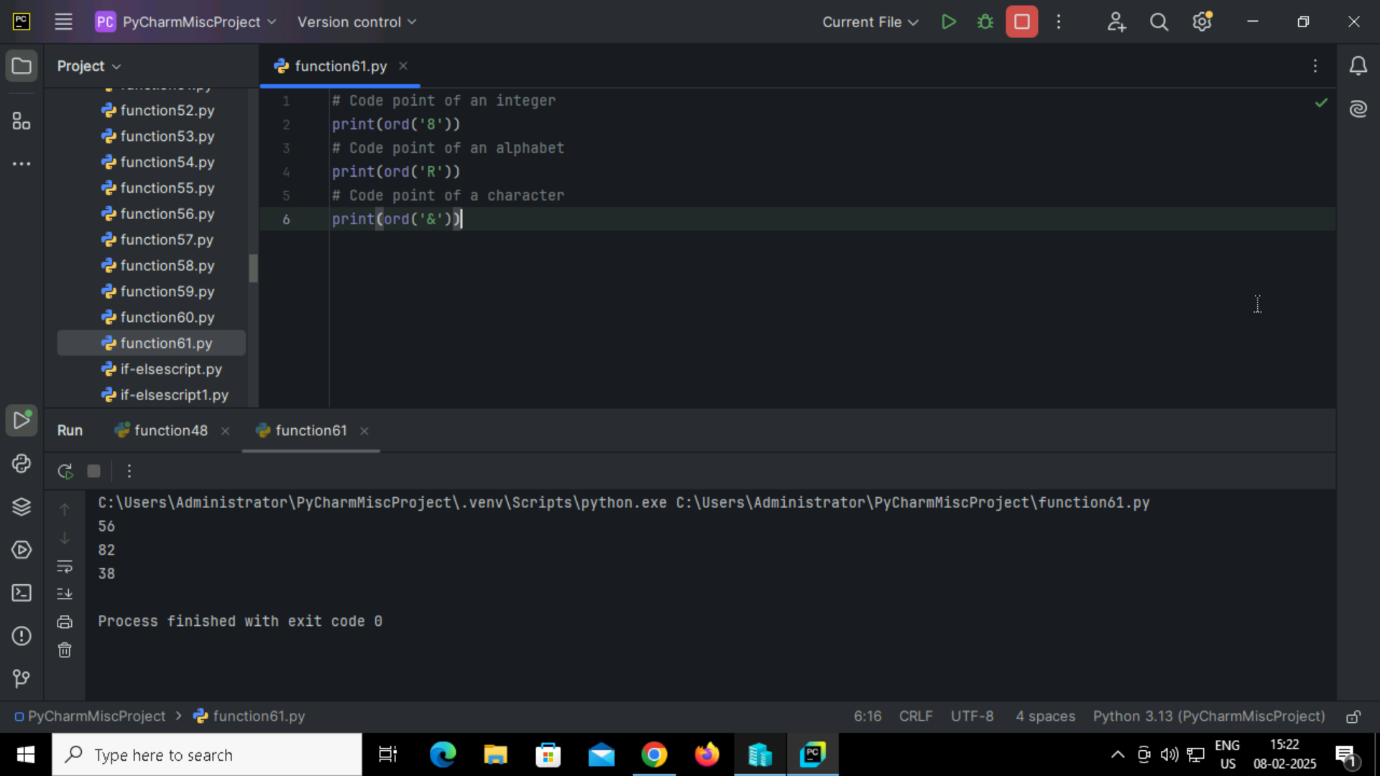 PC
PC PyCharmMiscProject
Version control
Current File
Project
function61.py
function52.py
function53.py
function54.py
function55.py
function56.py
function57.py
function58.py
function59.py
function60.py
function61.py
if-elsescript.py
if-elsescript1.py
1 # Code point of an integer
2 print(ord('8'))
3 # Code point of an alphabet
4 print(ord('R'))
5 # Code point of a character
6 print(ord('&'))
Run
function48
function61
C:\Users\Administrator\PyCharmMiscProject\.venv\Scripts\python.exe C:\Users\Administrator\PyCharmMiscProject\function61.py
56
82
38
Process finished with exit code 0
PyCharmMiscProject > function61.py
6:16 CRLF UTF-8 4 spaces Python 3.13 (PyCharmMiscProject)
Type here to search
PC
ENG
US
15:22
08-02-2025
1